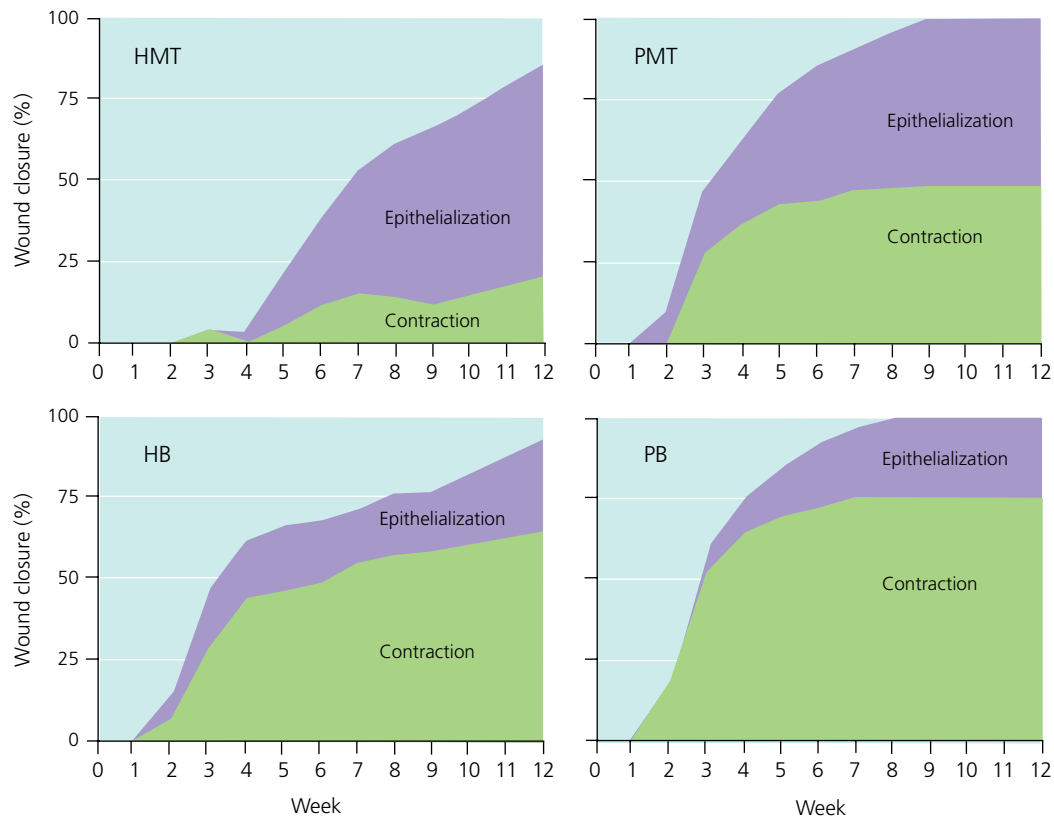 HMT
Wound closure (%)
100
75
50
25
0
Epithelialization
Contraction
0 1 2 3 4 5 6 7 8 9 10 11 12
PMT
Epithelialization
Contraction
0 1 2 3 4 5 6 7 8 9 10 11 12
HB
Wound closure (%)
100
75
50
25
0
Epithelialization
Contraction
0 1 2 3 4 5 6 7 8 9 10 11 12
Week
PB
Epithelialization
Contraction
0 1 2 3 4 5 6 7 8 9 10 11 12
Week